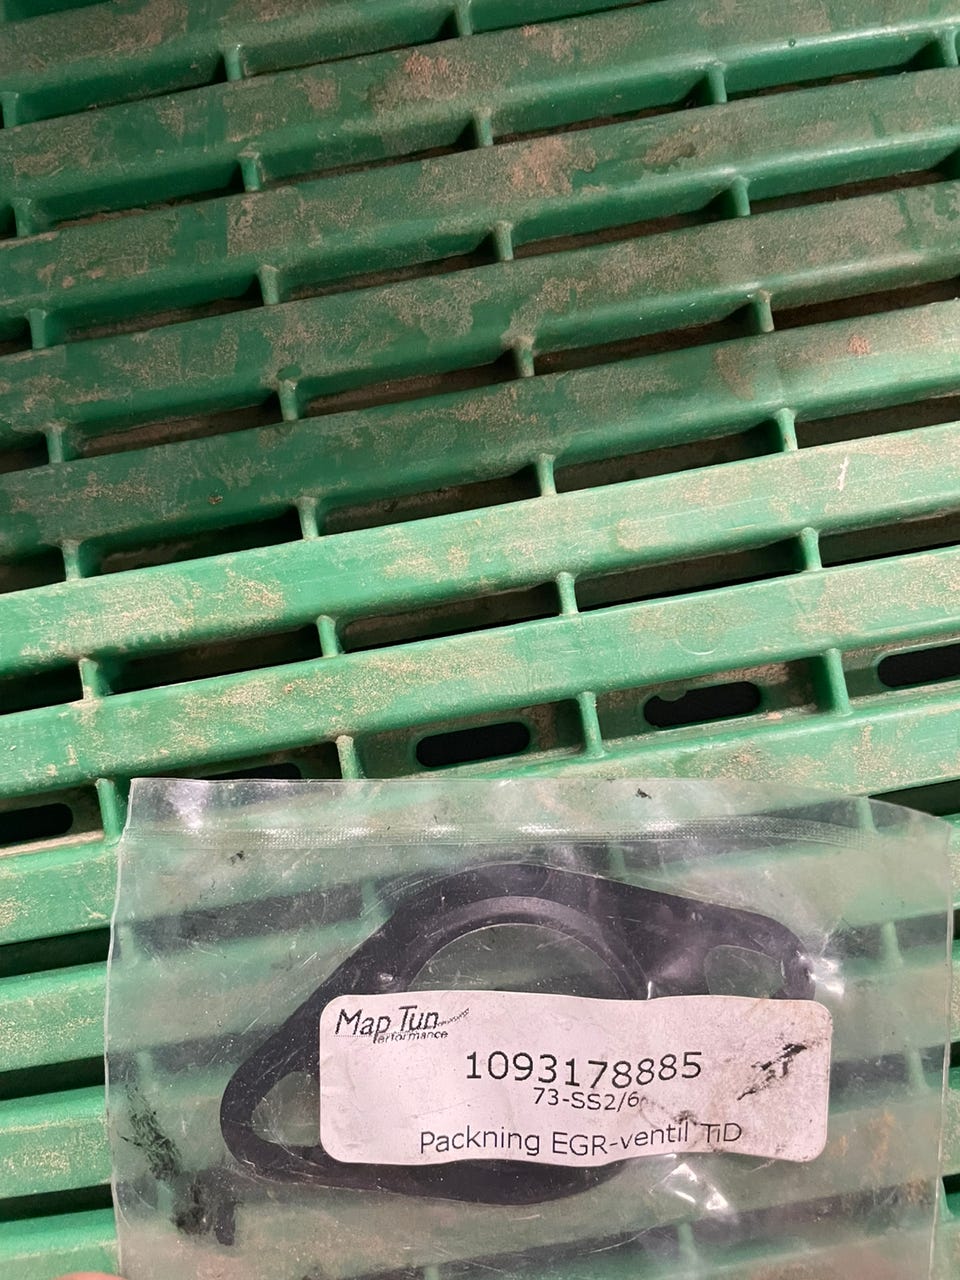 Map Tun
Performance
1093178885
73-SS2/6
Packning EGR-ventil TiD